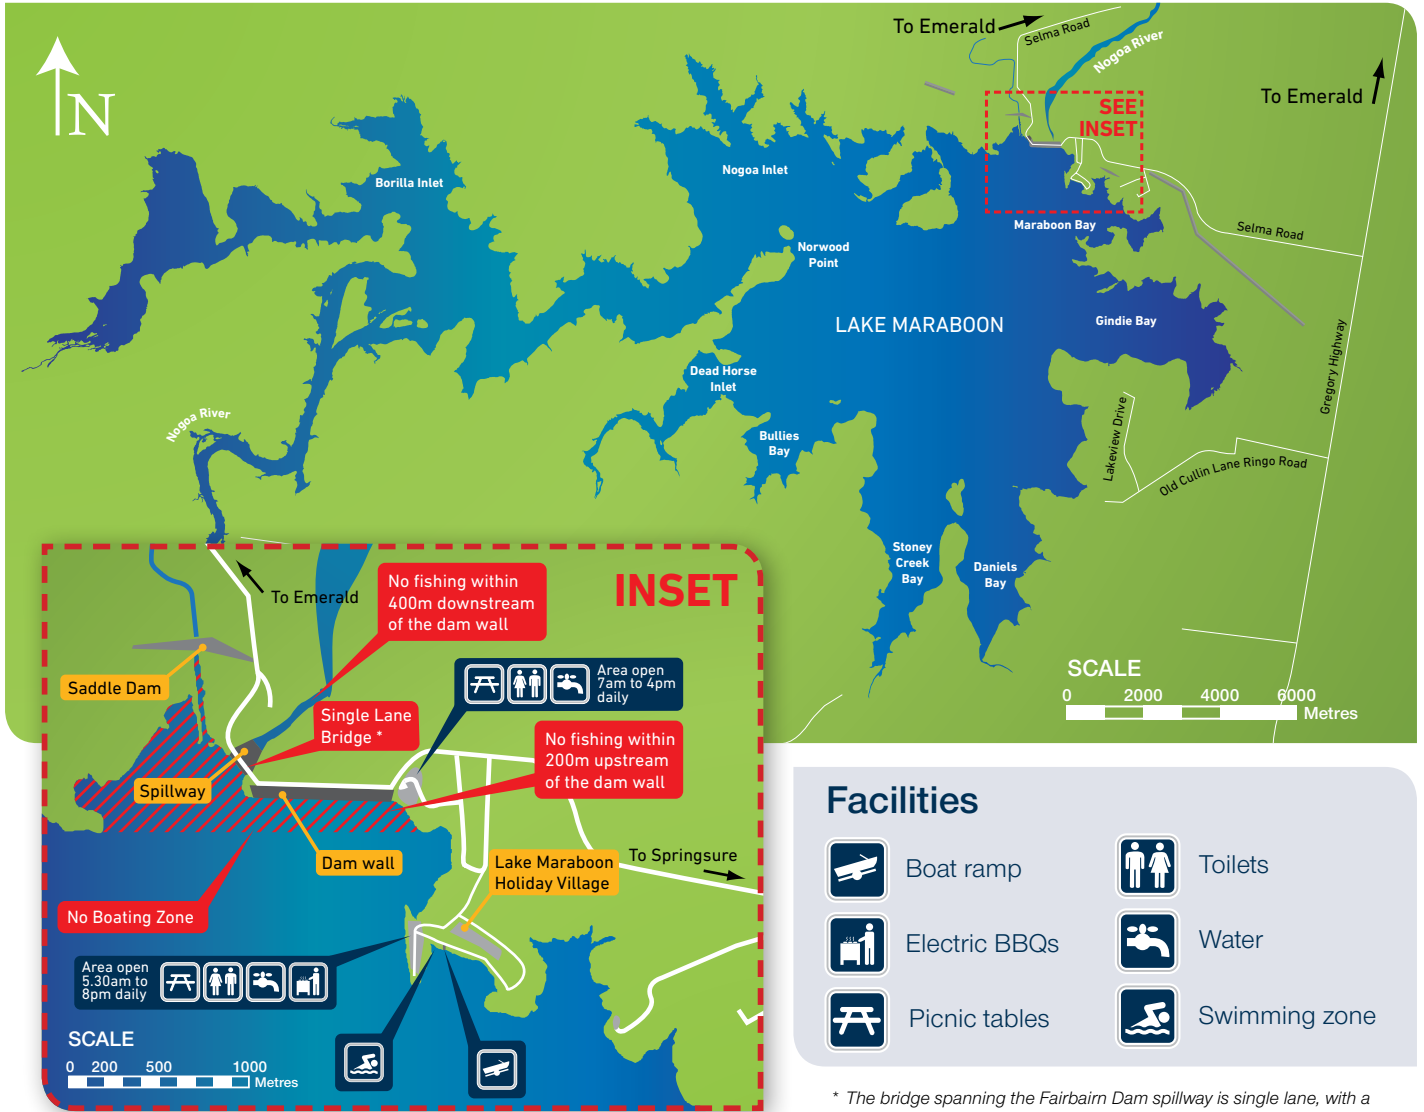 To Emerald
Selma Road
Nogoa River
To Emerald
N
SEE
INSET
Borilla Inlet
Nogoa Inlet
Maraboon Bay
Selma Road
Norwood
Point
LAKE MARABOON
Gindie Bay
Gregory Highway
Dead Horse
Inlet
Nogoa River
Bullies
Bay
Lakeview Drive
Old Cullin Lane Ringo Road
Stoney
Creek
Bay
Daniels
Bay
SCALE
0 2000 4000 6000
Metres
INSET
To Emerald
No fishing within
400m downstream
of the dam wall
Saddle Dam
Area open
7am to 4pm
daily
Single Lane
Bridge *
No fishing within
200m upstream
of the dam wall
Spillway
Dam wall
Lake Maraboon
Holiday Village
To Springsure
No Boating Zone
Area open
5.30am to
8pm daily
SCALE
0 200 500 1000
Metres
Facilities
Boat ramp
Toilets
Electric BBQs
Water
Picnic tables
Swimming zone
* The bridge spanning the Fairbairn Dam spillway is single lane, with a